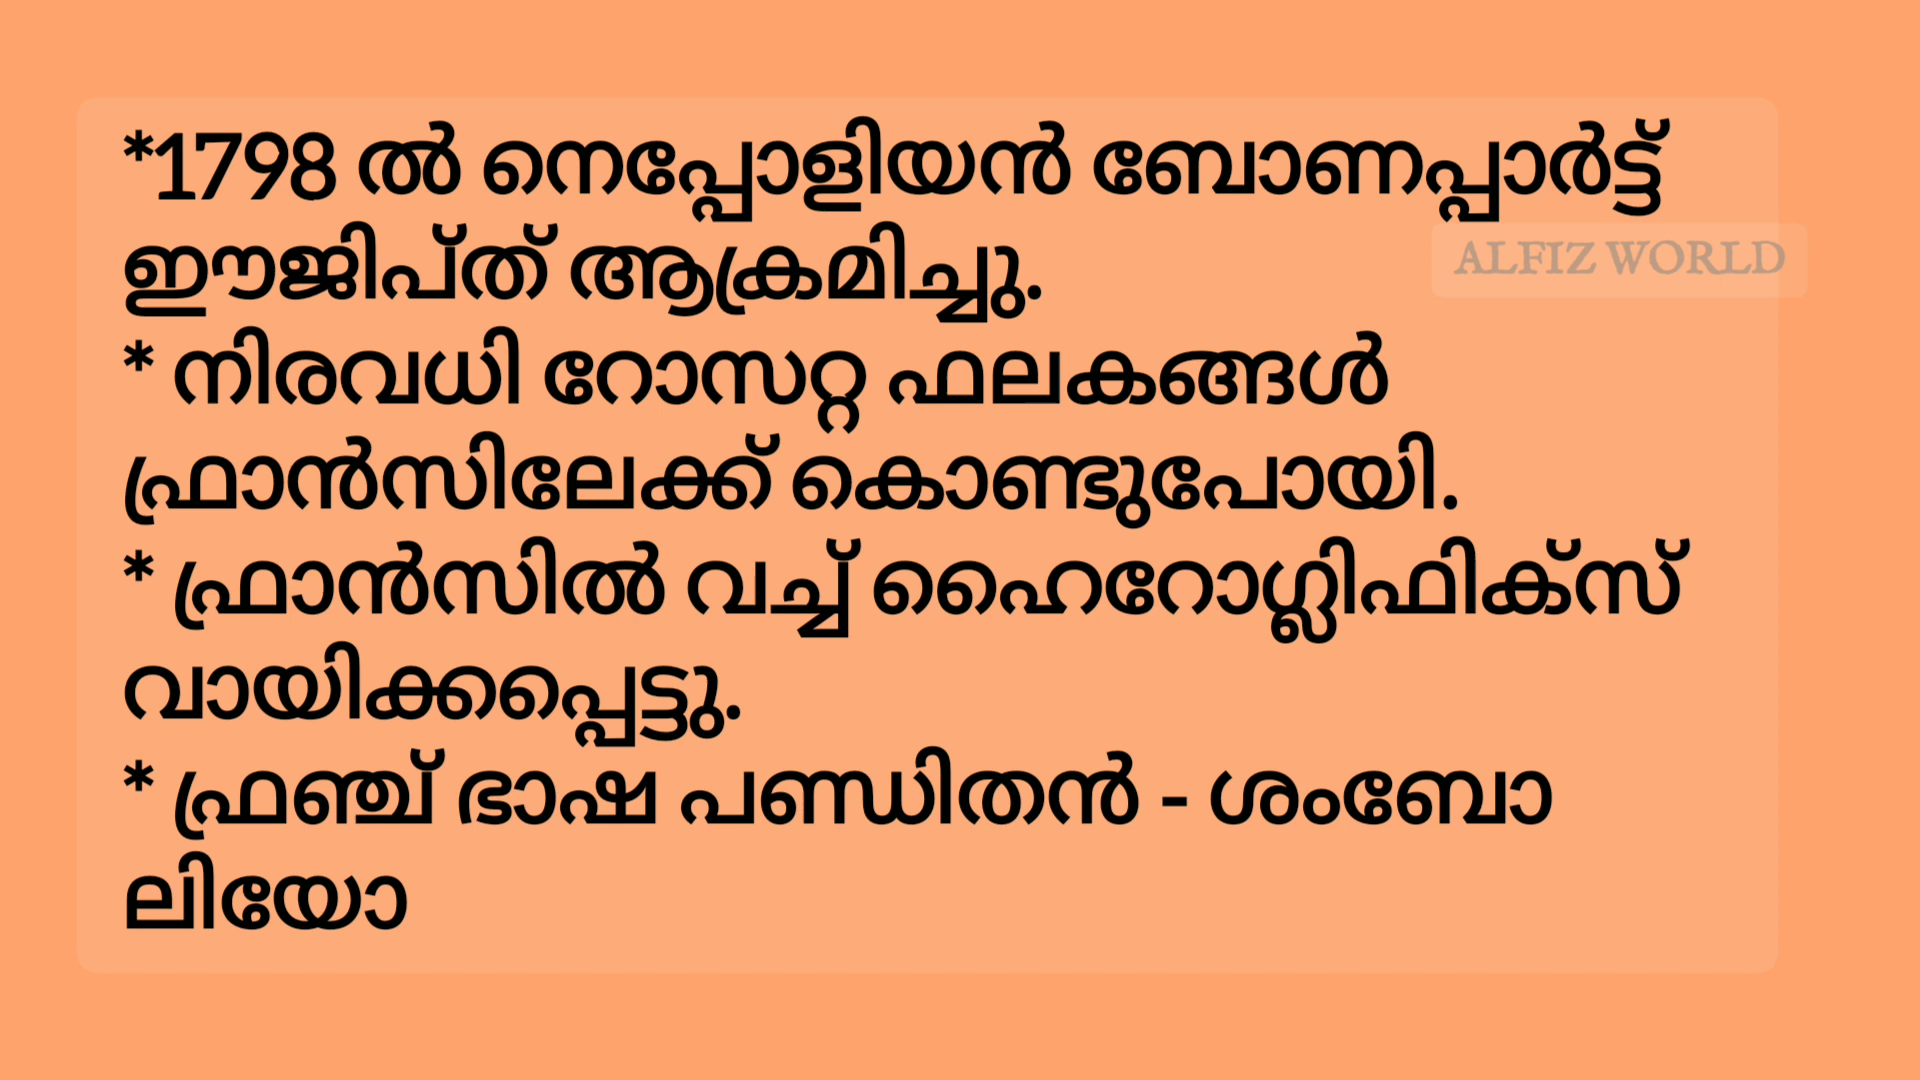 *1798 ൽ നെപ്പോളിയൻ ബോണപ്പാർട്ട്
ഈജിപ്ത് ആക്രമിച്ചു.
ALFIZ WORLD
* നിരവധി റോസറ്റ ഫലകങ്ങൾ
ഫ്രാൻസിലേക്ക് കൊണ്ടുപോയി.
* ഫ്രാൻസിൽ വച്ച് ഹൈറോഗ്ലിഫിക്സ്
വായിക്കപ്പെട്ടു.
* ഫ്രഞ്ച് ഭാഷ പണ്ഡിതൻ - ശംബോ
ലിയോ